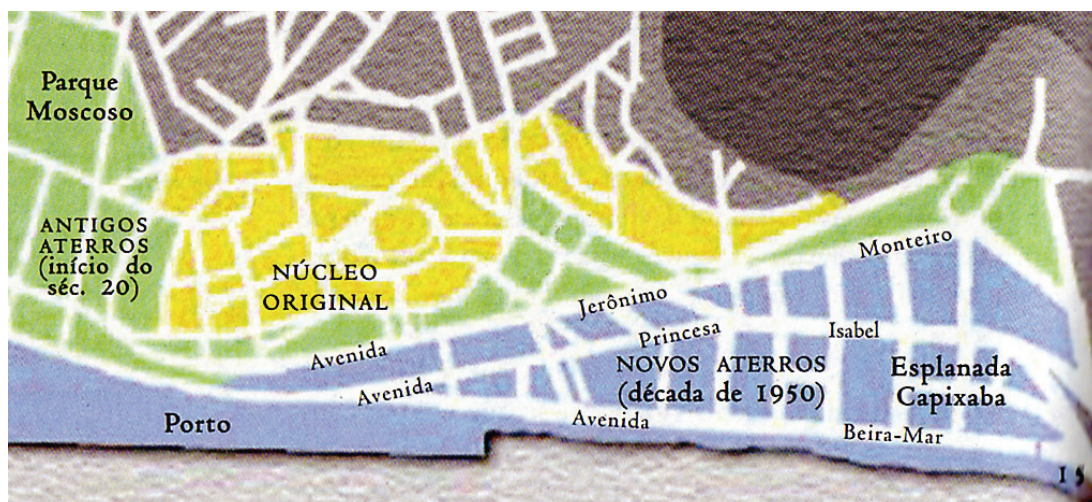 Parque
Moscoso
ANTIGOS
ATERROS
(início do
séc. 20)
NÚCLEO
ORIGINAL
Avenida Jerônimo Monteiro
Avenida Princesa Isabel
NOVOS ATERROS
(década de 1950)
Esplanada
Capixaba
Porto
Avenida Beira-Mar